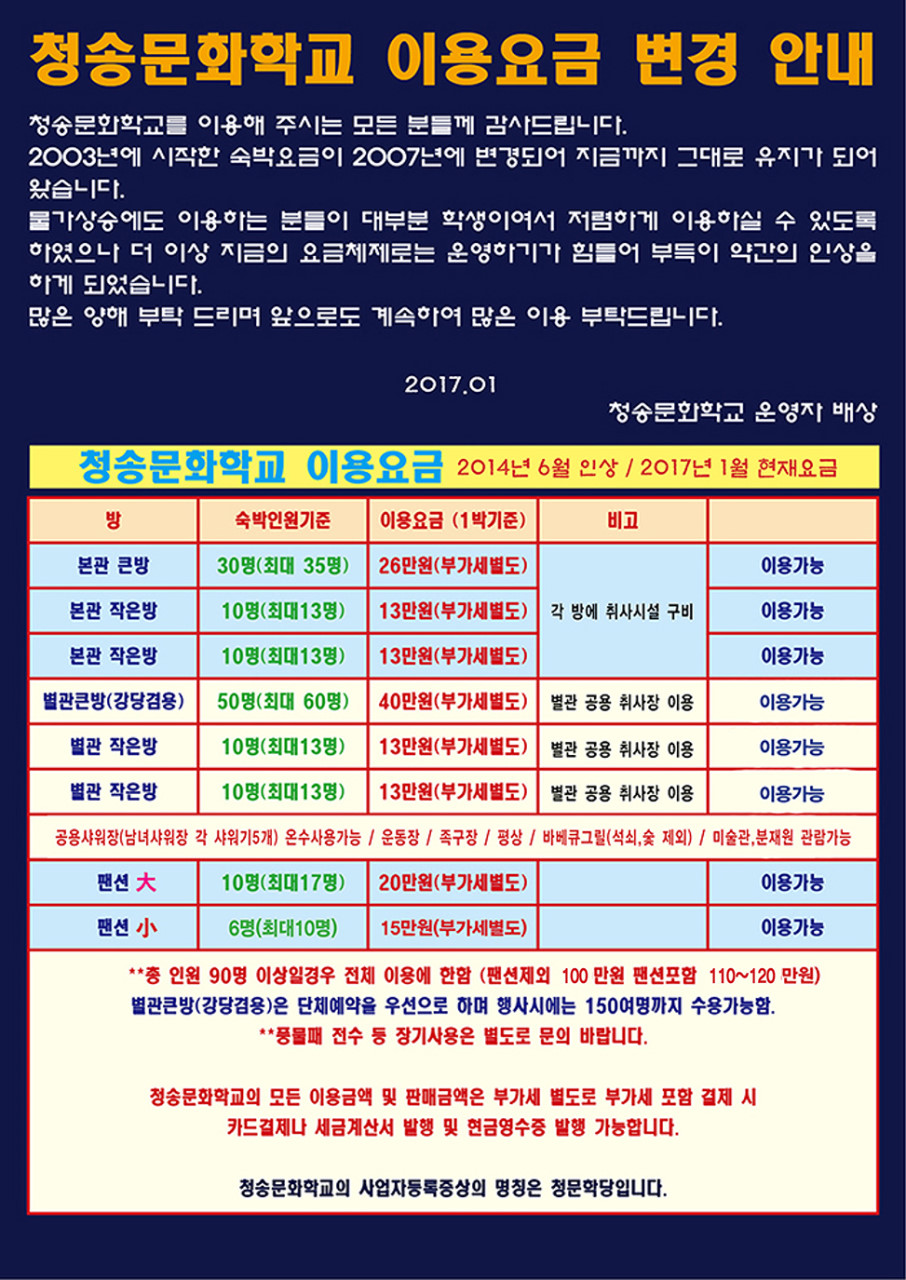 청송문화학교 이용요금 변경 안내
청송문화학교를 이용해 주시는 모든 분들께 감사드립니다.
2003년에 시작한 숙박요금이 2007년에 변경되어 지금까지 그대로 유지가 되어
왔습니다.
물가상승에도 이용하는 분들이 대부분 학생이여서 저렴하게 이용하실 수 있도록
하였으나 더 이상 지금의 요금체제로는 운영하기가 힘들어 부득이 약간의 인상을
하게 되었습니다.
많은 양해 부탁 드리며 앞으로도 계속하여 많은 이용 부탁드립니다.
2017.01
청송문화학교 운영자 배상
청송문화학교 이용요금 2014년 6월 인상 / 2017년 1월 현재요금
방 숙박인원기준 이용요금 (1박기준) 비고
본관 큰방 30명(최대 35명) 26만원(부가세별도) 이용가능
본관 작은방 10명(최대13명) 13만원(부가세별도) 각 방에 취사시설 구비 이용가능
본관 작은방 10명(최대13명) 13만원(부가세별도) 이용가능
별관큰방(강당겸용) 50명(최대 60명) 40만원(부가세별도) 별관 공용 취사장 이용 이용가능
별관 작은방 10명(최대13명) 13만원(부가세별도) 별관 공용 취사장 이용 이용가능
별관 작은방 10명(최대13명) 13만원(부가세별도) 별관 공용 취사장 이용 이용가능
공용샤워장(남녀샤워장 각 샤워기5개) 온수사용가능 / 운동장 / 족구장 / 평상 / 바베큐그릴(석쇠,숯 제외) / 미술관,분재원 관람가능
팬션 大 10명(최대17명) 20만원(부가세별도) 이용가능
팬션 小 6명(최대10명) 15만원(부가세별도) 이용가능
**총 인원 90명 이상일경우 전체 이용에 한함 (팬션제외 100만원 팬션포함 110~120만원)
별관큰방(강당겸용)은 단체예약을 우선으로 하며 행사시에는 150여명까지 수용가능함.
**풍물패 전수 등 장기사용은 별도로 문의 바랍니다.
청송문화학교의 모든 이용금액 및 판매금액은 부가세 별도로 부가세 포함 결제 시
카드결제나 세금계산서 발행 및 현금영수증 발행 가능합니다.
청송문화학교의 사업자등록증상의 명칭은 청문학당입니다.